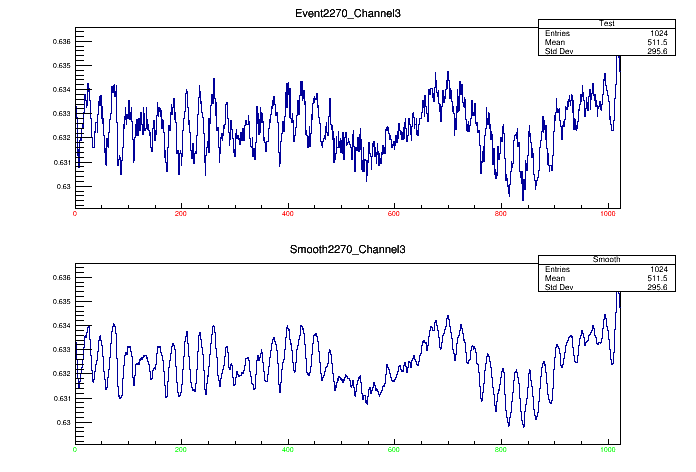 Event2270_Channel3
Test
Entries 1024
Mean 511.5
Std Dev 295.6
0.636
0.635
0.634
0.633
0.632
0.631
0.63
0 200 400 600 800 1000
Smooth2270_Channel3
Smooth
Entries 1024
Mean 511.5
Std Dev 295.6
0.636
0.635
0.634
0.633
0.632
0.631
0.63
0 200 400 600 800 1000